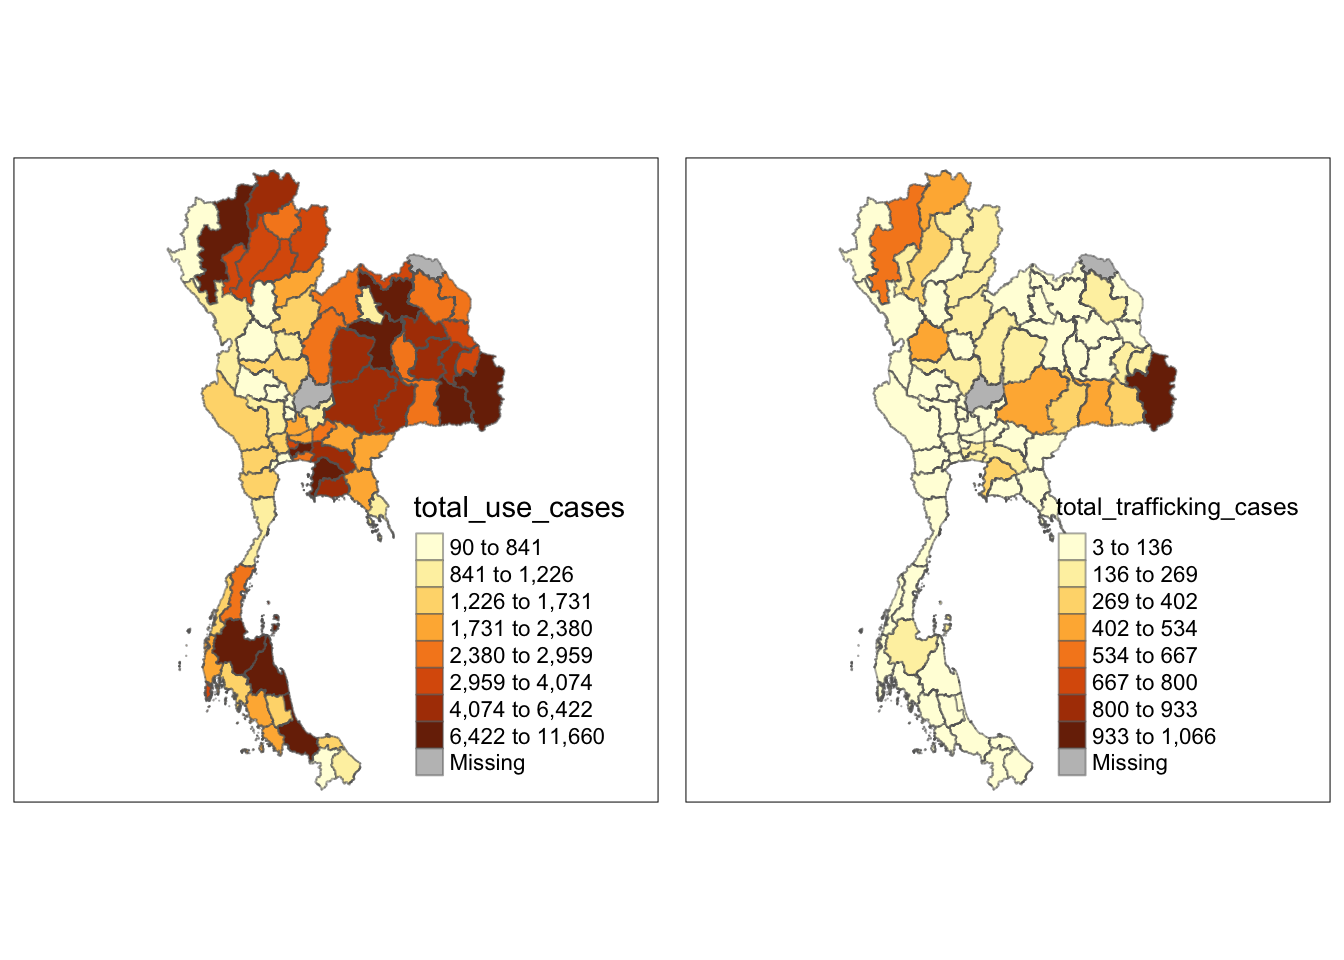 total_use_cases
90 to 841
841 to 1,226
1,226 to 1,731
1,731 to 2,380
2,380 to 2,959
2,959 to 4,074
4,074 to 6,422
6,422 to 11,660
Missing
total_trafficking_cases
3 to 136
136 to 269
269 to 402
402 to 534
534 to 667
667 to 800
800 to 933
933 to 1,066
Missing